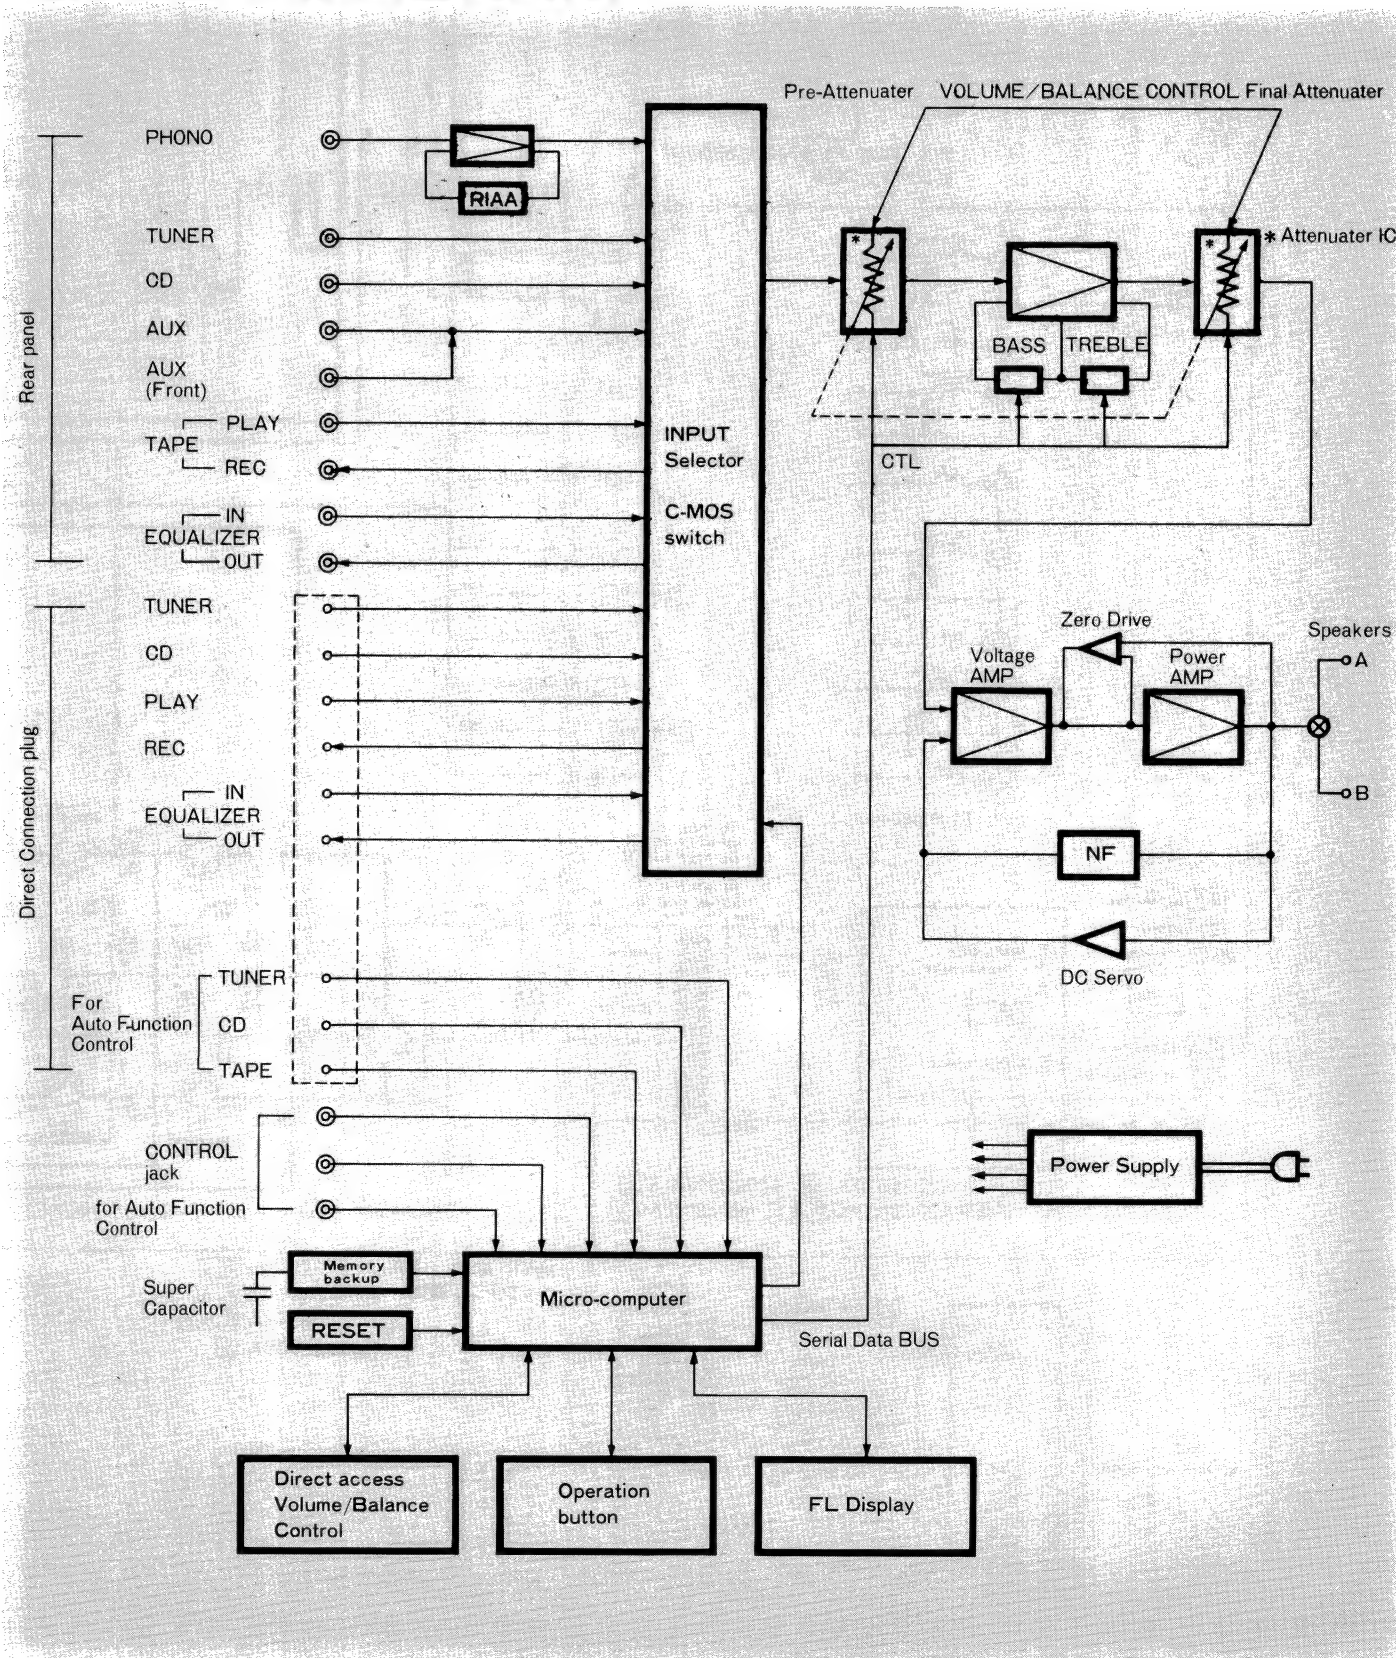 Pre-Attenuater
VOLUME/BALANCE CONTROL Final Attenuater
PHONO
RIAA
TUNER
* * * Attenuater IC
CD
AUX
BASS TREBLE
AUX
(Front)
Rear panel
PLAY
TAPE
REC
INPUT
Selector
C-MOS
switch
CTL
IN
EQUALIZER
OUT
TUNER
CD
PLAY
REC
IN
EQUALIZER
OUT
Direct Connection plug
Zero Drive
Voltage
AMP
Power
AMP
Speakers
A
B
NF
DC Servo
TUNER
For
Auto Function
Control
CD
TAPE
CONTROL
jack
for Auto Function
Control
Power Supply
Super
Capacitor
Memory
backup
RESET
Micro-computer
Serial Data BUS
Direct access
Volume/Balance
Control
Operation
button
FL Display